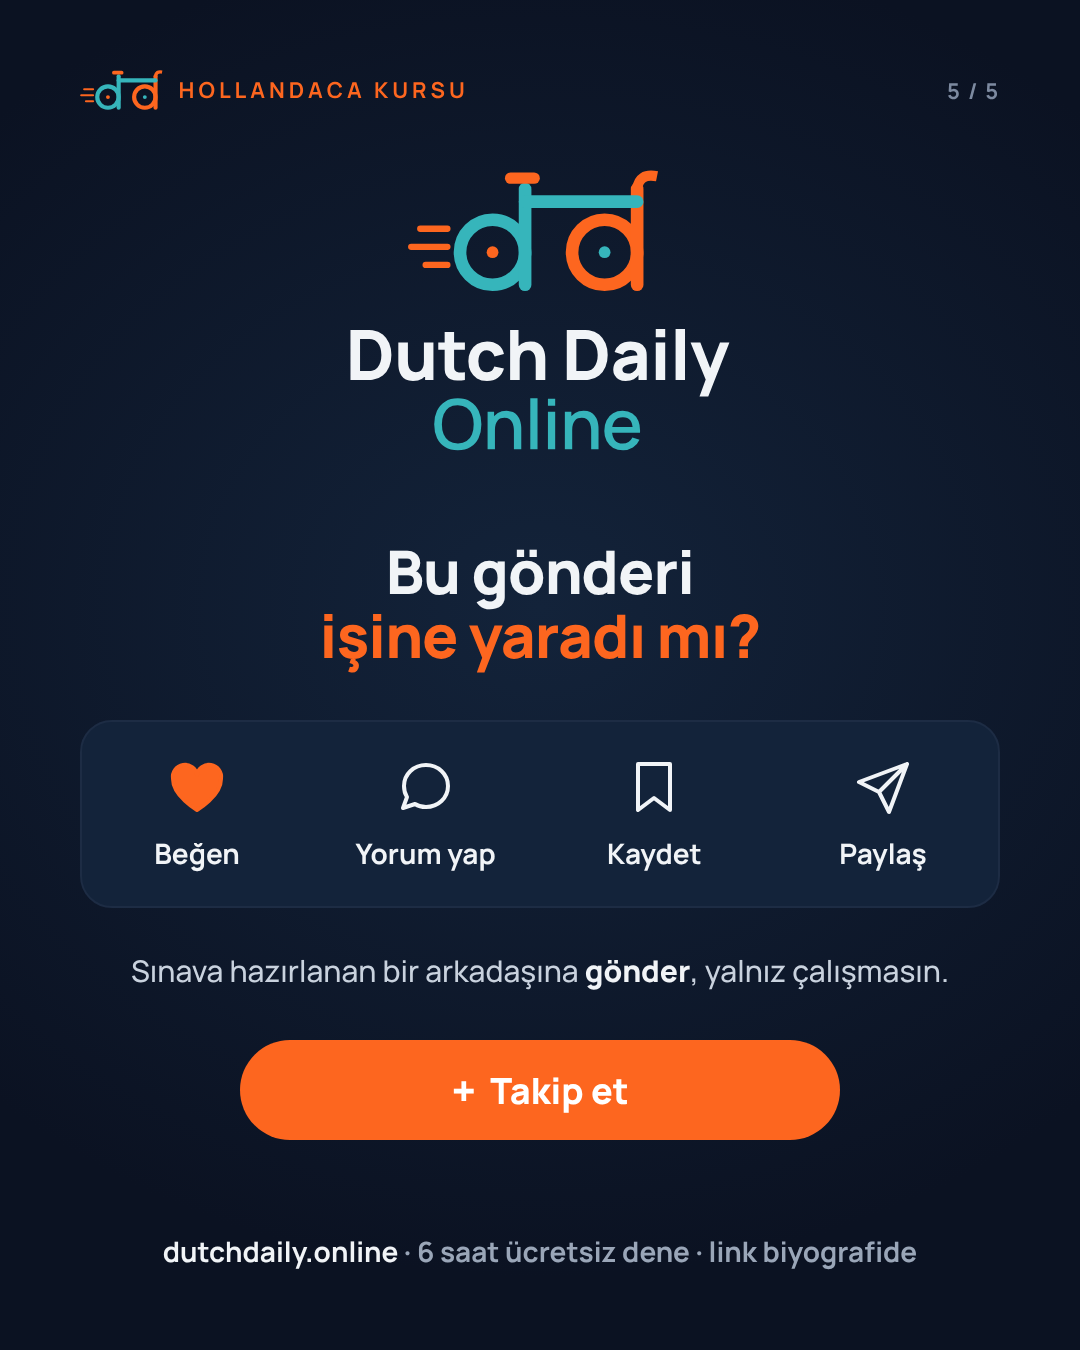 HOLLANDACA KURSU
5 / 5
Dutch Daily
Online
Bu gönderi
işine yaradı mı?
Beğen
Yorum yap
Kaydet
Paylaş
Sınava hazırlanan bir arkadaşına gönder, yalnız çalışmasın.
+ Takip et
dutchdaily.online · 6 saat ücretsiz dene · link biyografide